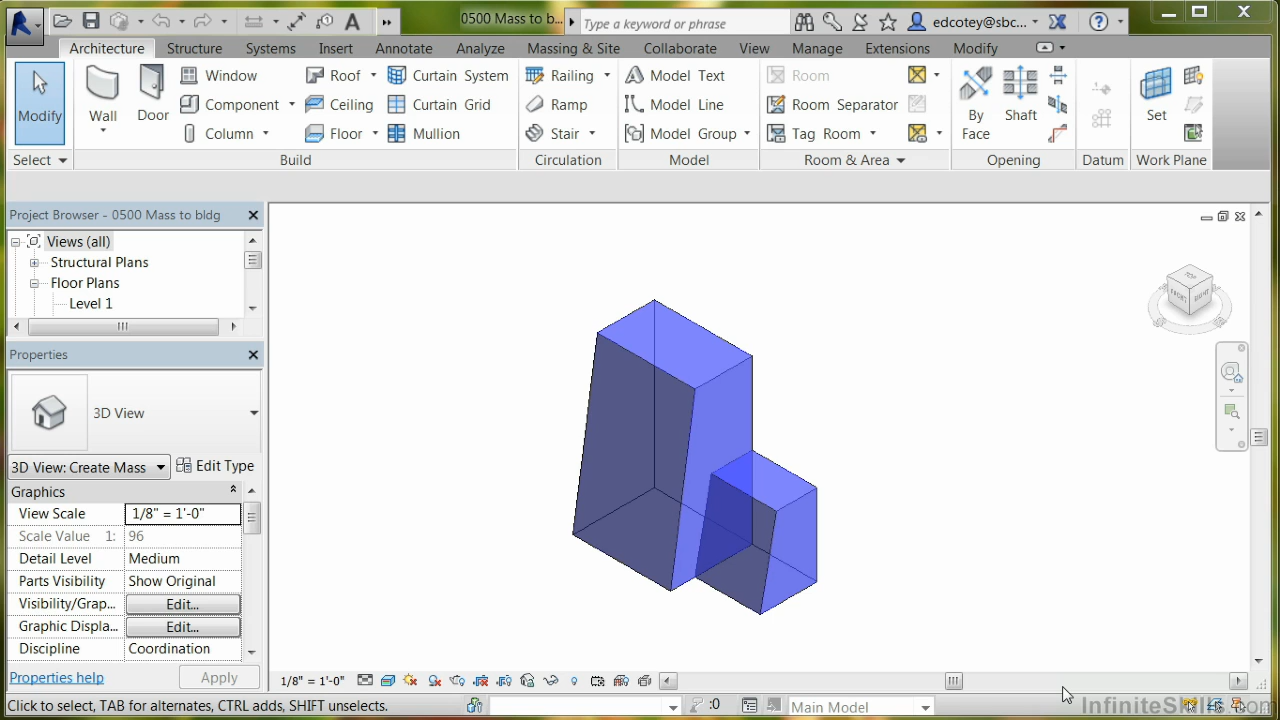 0500 Mass to b...
Type a keyword or phrase
edcotey@sbc...
Architecture Structure Systems Insert Annotate Analyze Massing & Site Collaborate View Manage Extensions Modify
Modify
Wall
Door
Window
Component
Column
Roof
Ceiling
Floor
Curtain System
Curtain Grid
Mullion
Railing
Ramp
Stair
Model Text
Model Line
Model Group
Room
Room Separator
Tag Room
By Face
Shaft
Set
Select Build Circulation Model Room & Area Opening Datum Work Plane
Project Browser - 0500 Mass to bldg
Views (all)
Structural Plans
Floor Plans
Level 1
Properties
3D View
3D View: Create Mass Edit Type
Graphics
View Scale 1/8" = 1'-0"
Scale Value 1: 96
Detail Level Medium
Parts Visibility Show Original
Visibility/Grap... Edit...
Graphic Displa... Edit...
Discipline Coordination
Properties help Apply
TOP
FRONT
RIGHT
1/8" = 1'-0"
Click to select, TAB for alternates, CTRL adds, SHIFT unselects.
:0
Main Model
InfiniteSkills.com